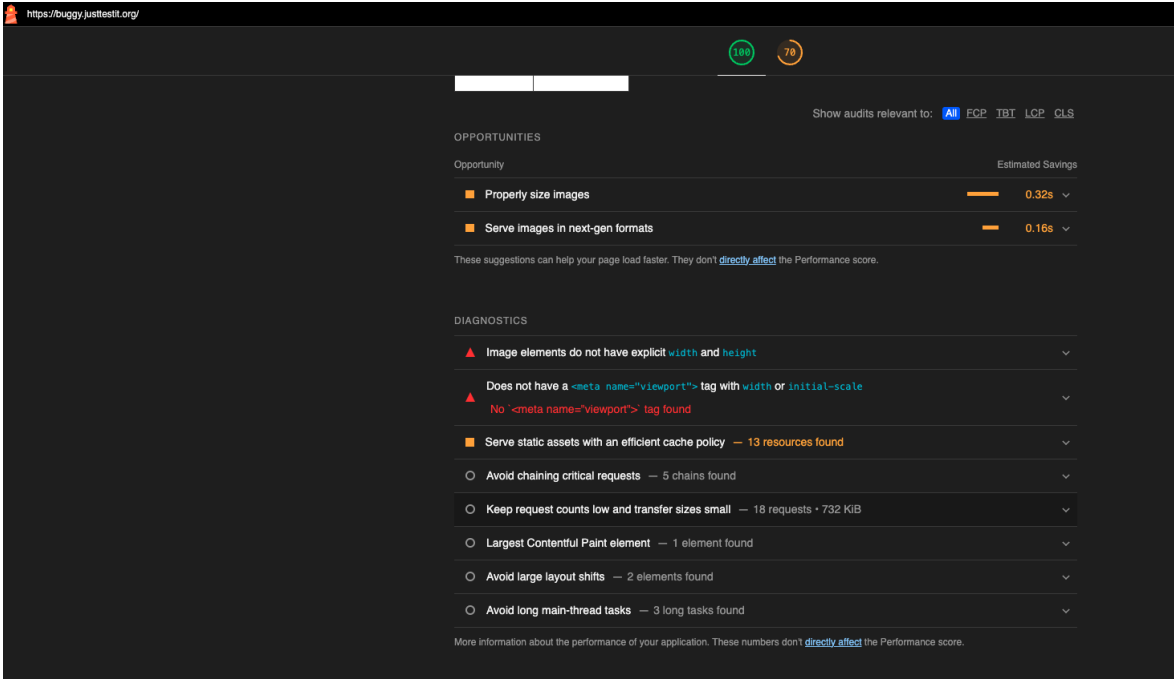 https://buggy.justtestit.org/
100 70
Show audits relevant to: All FCP TBT LCP CLS
OPPORTUNITIES
Opportunity Estimated Savings
Properly size images 0.32s
Serve images in next-gen formats 0.16s
These suggestions can help your page load faster. They don't directly affect the Performance score.
DIAGNOSTICS
Image elements do not have explicit width and height
Does not have a <meta name="viewport"> tag with width or initial-scale
No `<meta name="viewport">` tag found
Serve static assets with an efficient cache policy — 13 resources found
Avoid chaining critical requests — 5 chains found
Keep request counts low and transfer sizes small — 18 requests • 732 KiB
Largest Contentful Paint element — 1 element found
Avoid large layout shifts — 2 elements found
Avoid long main-thread tasks — 3 long tasks found
More information about the performance of your application. These numbers don't directly affect the Performance score.